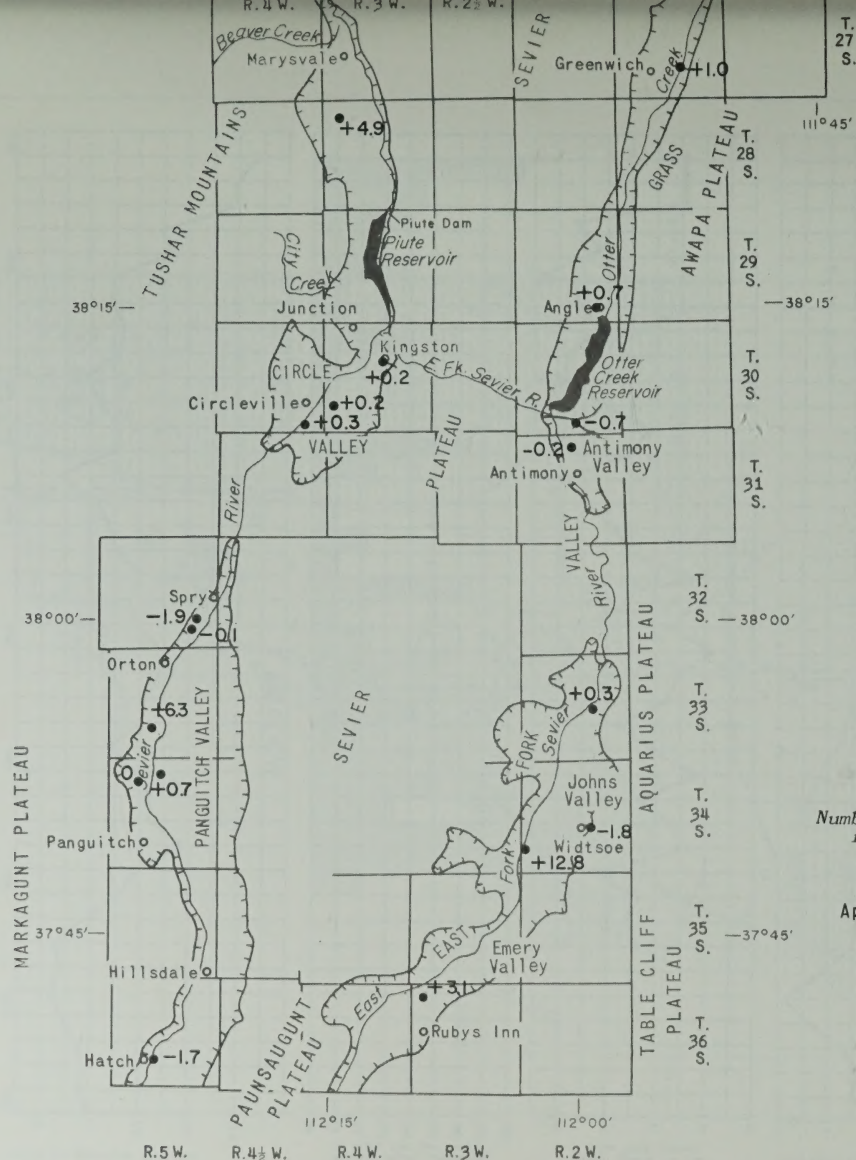 R.4 W. R.3 W. R.2½ W.
Beaver Creek
T.
27
S.
Marysvale
SEVIER
Greenwich
Creek
+1.0
111°45'
+4.9
T.
28
S.
GRASS
AWAPA PLATEAU
TUSHAR MOUNTAINS
Piute Dam
Piute
Reservoir
City
Creek
Otter
T.
29
S.
38°15'
Junction
+0.7
Angle
38°15'
Kingston
CIRCLE
+0.2
E. Fk. Sevier R.
Otter
Creek
Reservoir
T.
30
S.
Circleville
+0.2
+0.3
VALLEY
PLATEAU
-0.7
-0.2
Antimony
Valley
Antimony
T.
31
S.
River
VALLEY
River
Spry
T.
32
S.
38°00'
-1.9
-0.1
38°00'
Orton
AQUARIUS PLATEAU
+0.3
T.
33
S.
+6.3
SEVIER
FORK
Sevier
MARKAGUNT PLATEAU
PANGUITCH VALLEY
0
Sevier
+0.7
Johns
Valley
T.
34
S.
Numb
Panguitch
-1.8
Widtsoe
+12.8
Fork
Ap
T.
35
S.
37°45'
37°45'
EAST
Emery
Valley
TABLE CLIFF
PLATEAU
Hillsdale
East
+3.1
PAUNSAUGUNT
PLATEAU
Rubys Inn
T.
36
S.
Hatch
-1.7
112°15'
112°00'
R.5 W. R.4½ W. R.4 W. R.3 W. R.2 W.